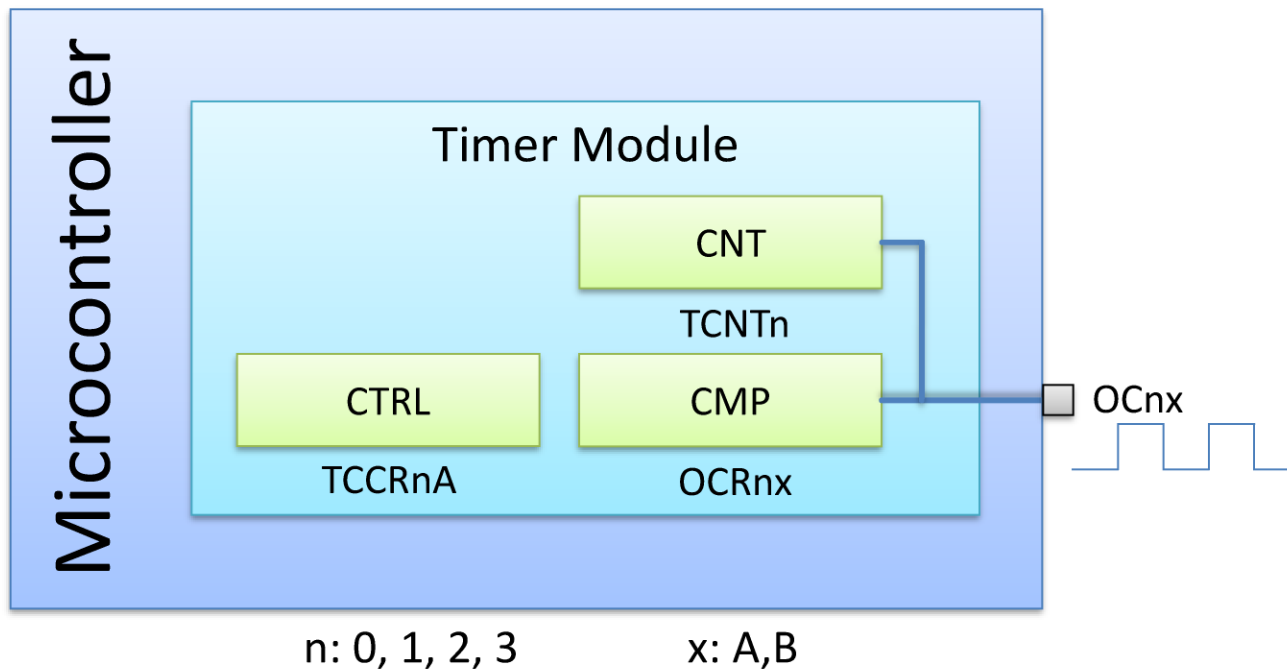 Microcontroller
Timer Module
CNT
TCNTn
CTRL
CMP
OCnx
TCCRnA
OCRnx
n: 0, 1, 2, 3
x: A,B